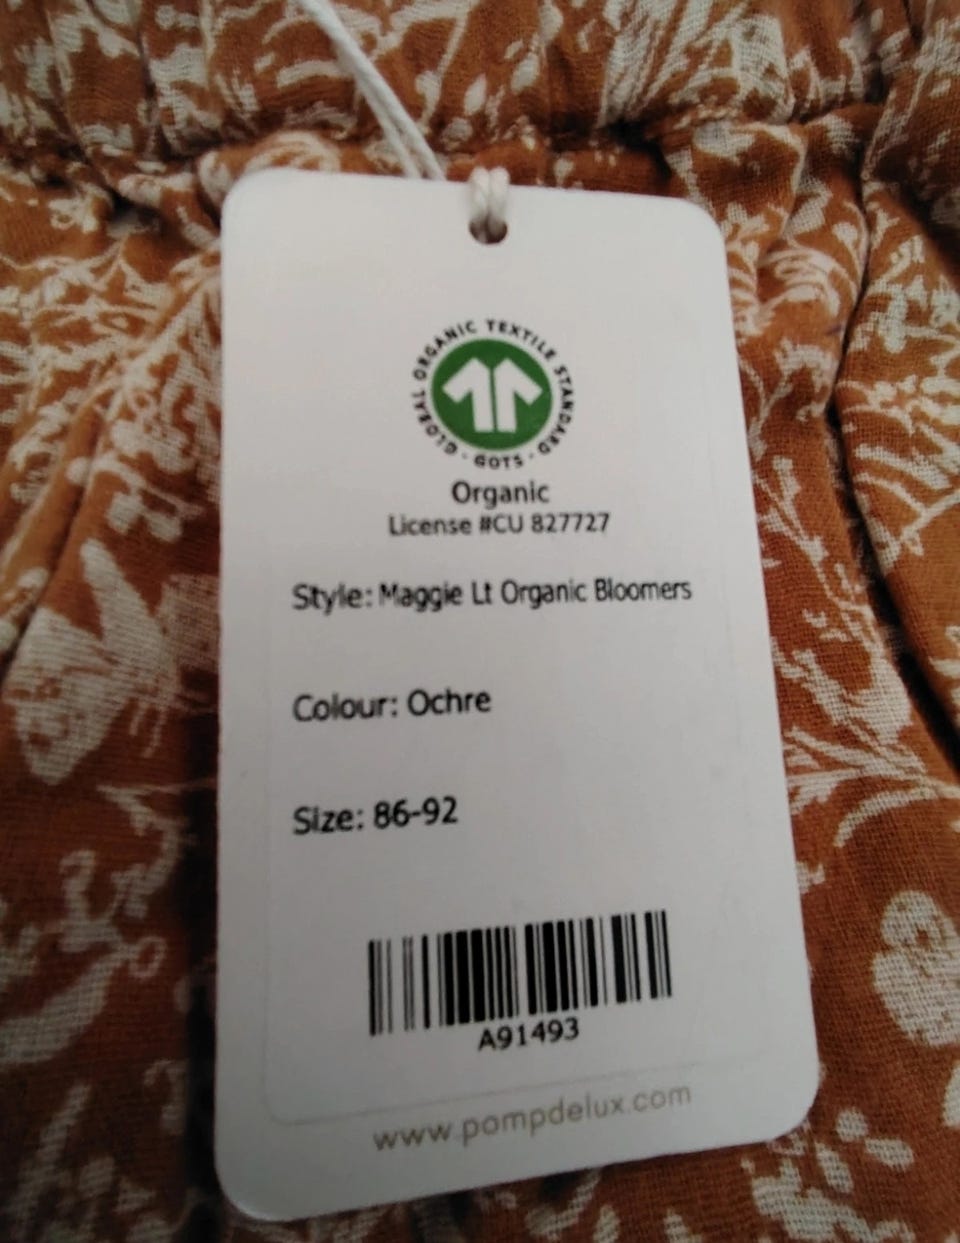 GLOBAL ORGANIC TEXTILE STANDARD · GOTS ·
Organic
License #CU 827727
Style: Maggie Lt Organic Bloomers
Colour: Ochre
Size: 86-92
A91493
www.pompdelux.com